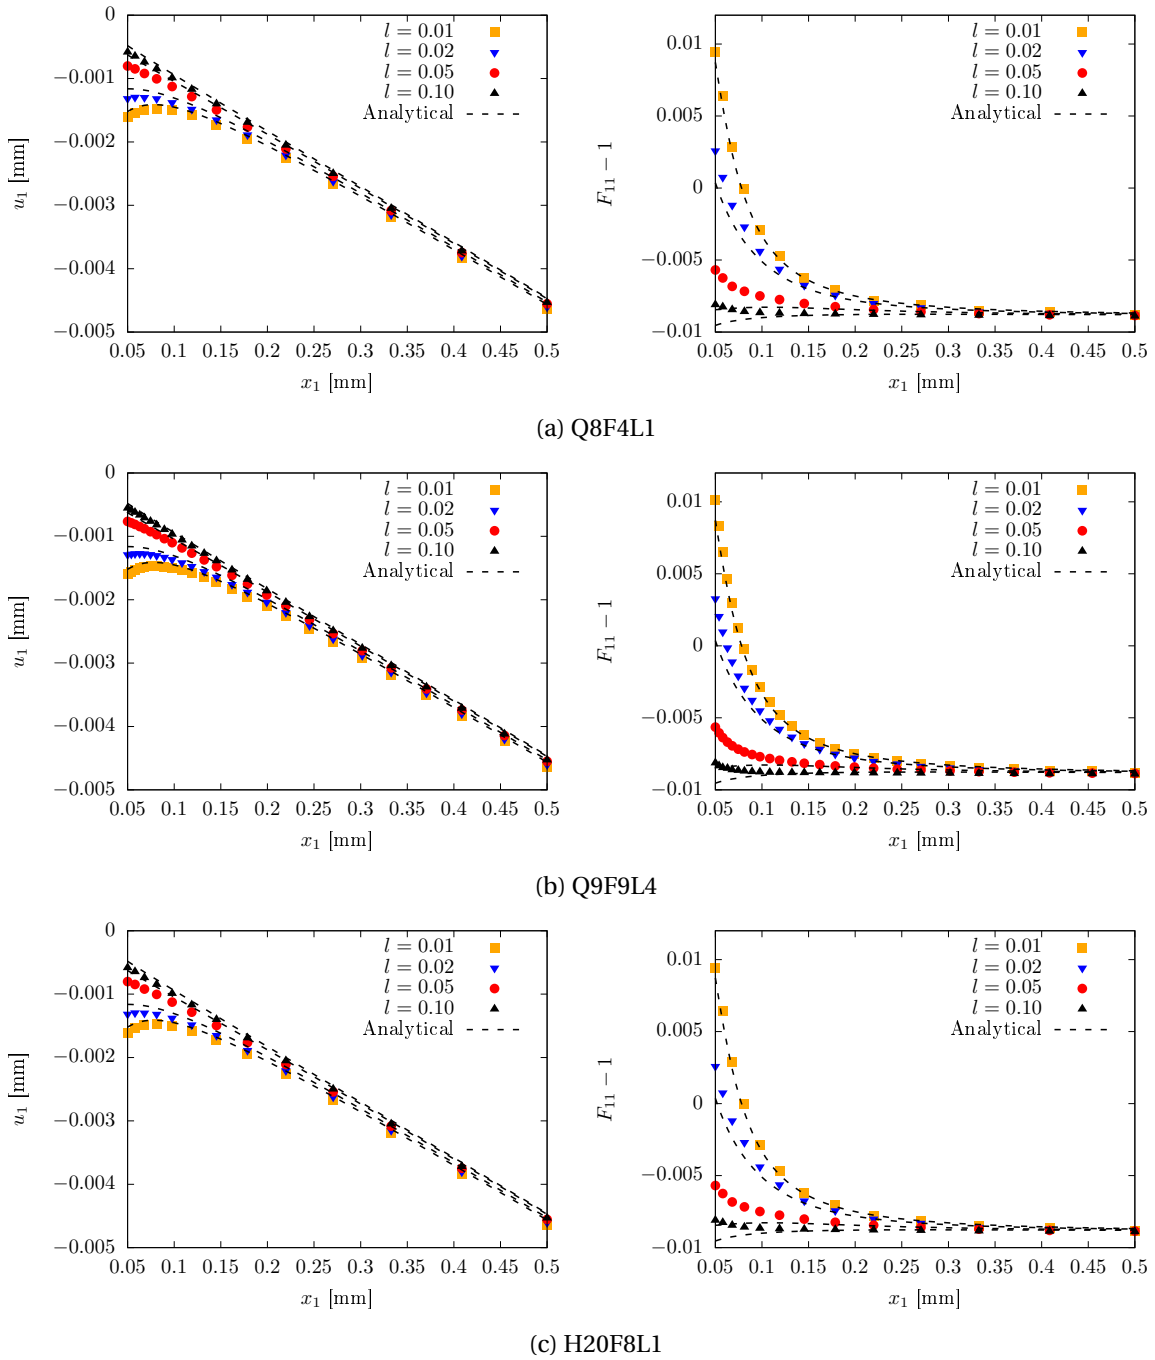 0
−0.001
−0.002
−0.003
−0.004
−0.005
0.05 0.1 0.15 0.2 0.25 0.3 0.35 0.4 0.45 0.5
u1 [mm]
x1 [mm]
l = 0.01
l = 0.02
l = 0.05
l = 0.10
Analytical
0.01
0.005
0
−0.005
−0.01
0.05 0.1 0.15 0.2 0.25 0.3 0.35 0.4 0.45 0.5
F11 − 1
x1 [mm]
l = 0.01
l = 0.02
l = 0.05
l = 0.10
Analytical
(a) Q8F4L1
0
−0.001
−0.002
−0.003
−0.004
−0.005
0.05 0.1 0.15 0.2 0.25 0.3 0.35 0.4 0.45 0.5
u1 [mm]
x1 [mm]
l = 0.01
l = 0.02
l = 0.05
l = 0.10
Analytical
0.01
0.005
0
−0.005
−0.01
0.05 0.1 0.15 0.2 0.25 0.3 0.35 0.4 0.45 0.5
F11 − 1
x1 [mm]
l = 0.01
l = 0.02
l = 0.05
l = 0.10
Analytical
(b) Q9F9L4
0
−0.001
−0.002
−0.003
−0.004
−0.005
0.05 0.1 0.15 0.2 0.25 0.3 0.35 0.4 0.45 0.5
u1 [mm]
x1 [mm]
l = 0.01
l = 0.02
l = 0.05
l = 0.10
Analytical
0.01
0.005
0
−0.005
−0.01
0.05 0.1 0.15 0.2 0.25 0.3 0.35 0.4 0.45 0.5
F11 − 1
x1 [mm]
l = 0.01
l = 0.02
l = 0.05
l = 0.10
Analytical
(c) H20F8L1